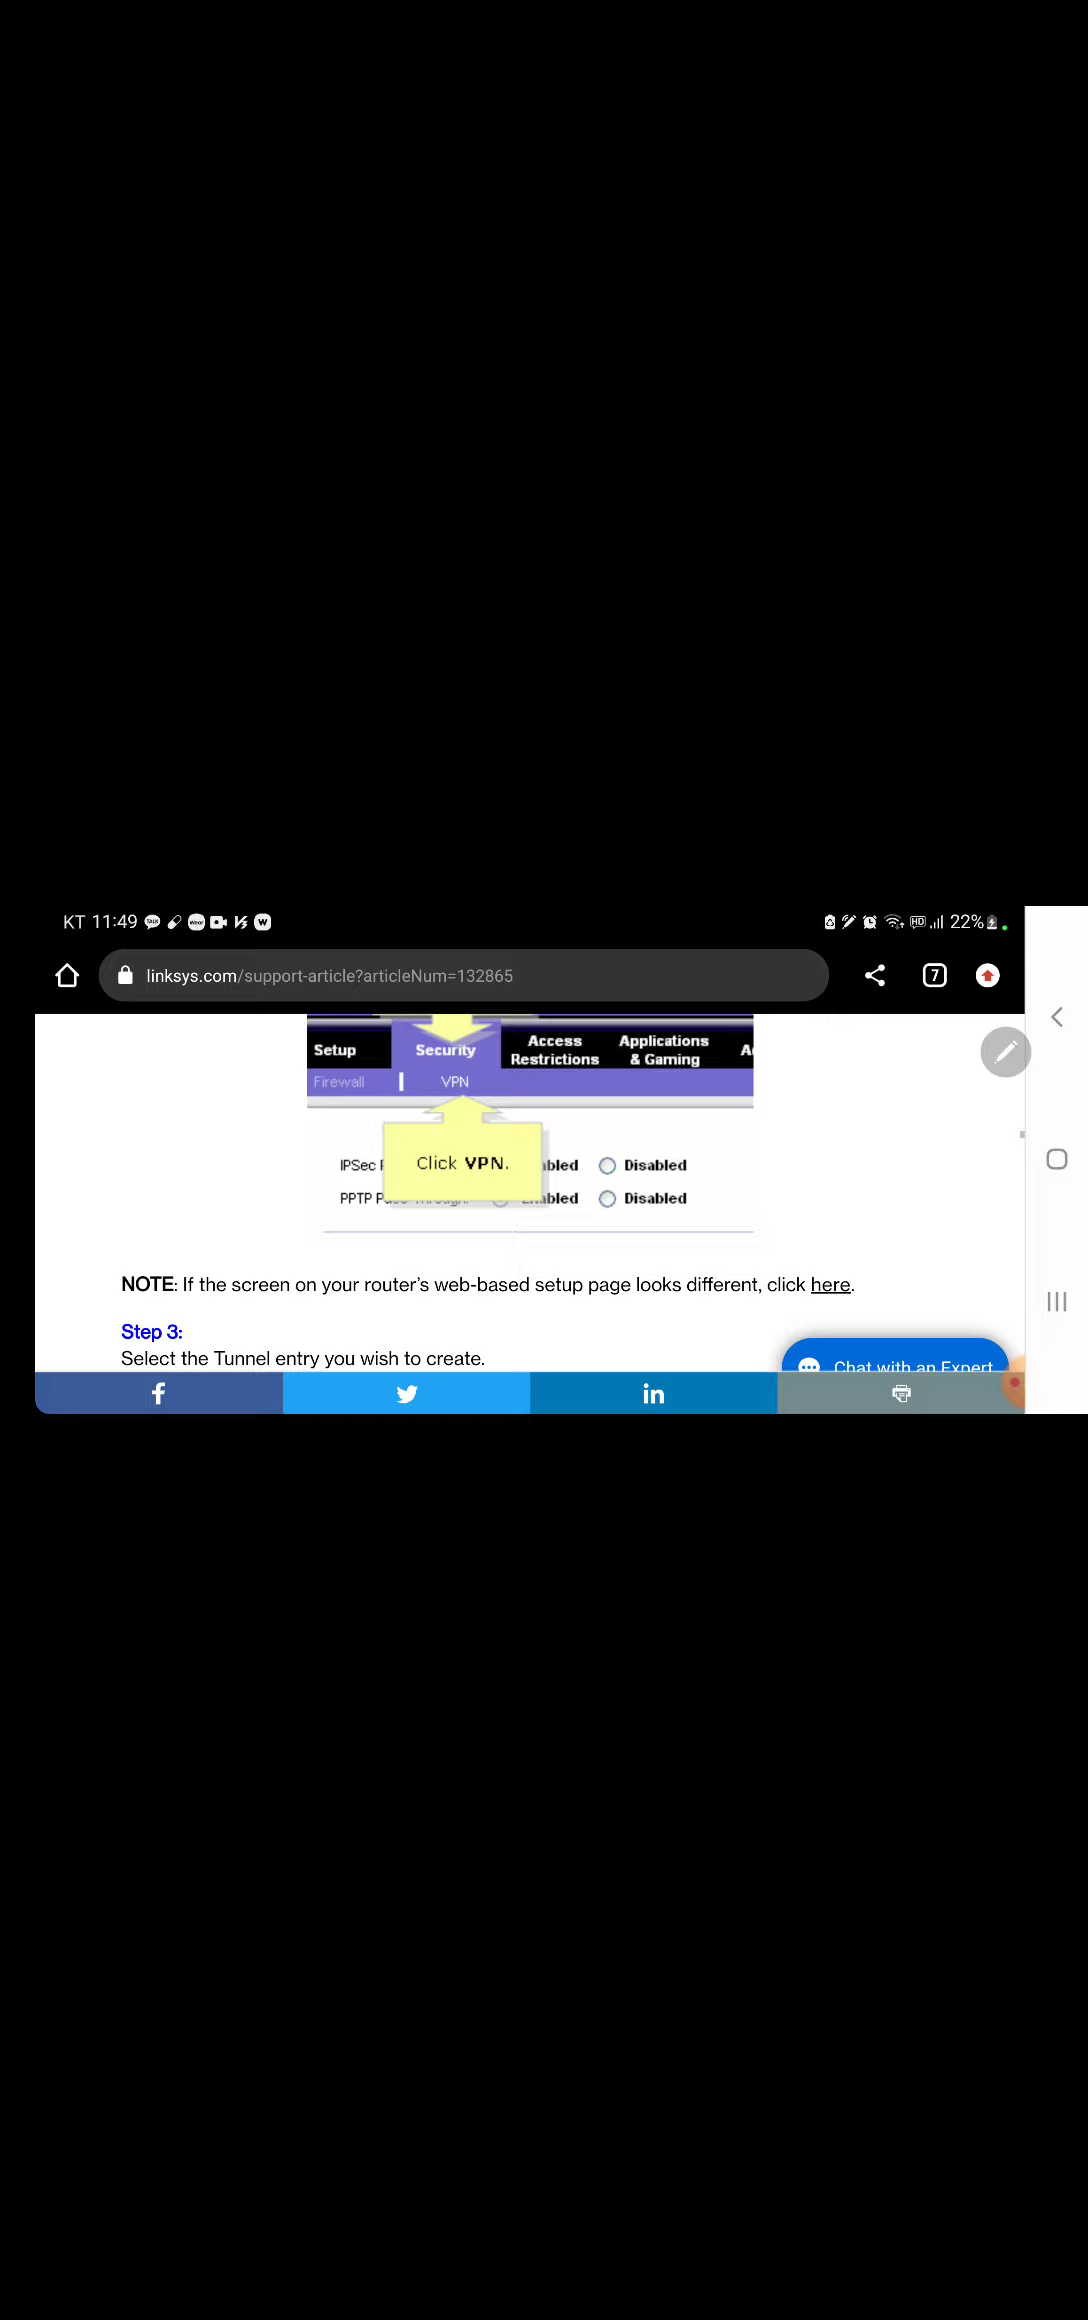 KT 11:49
HD 22%
linksys.com/support-article?articleNum=132865
7
Setup Security Access Restrictions Applications & Gaming
Firewall VPN
Click VPN.
IPSec Disabled
PPTP Disabled
NOTE: If the screen on your router's web-based setup page looks different, click here.
Step 3:
Select the Tunnel entry you wish to create.
Chat with an Expert